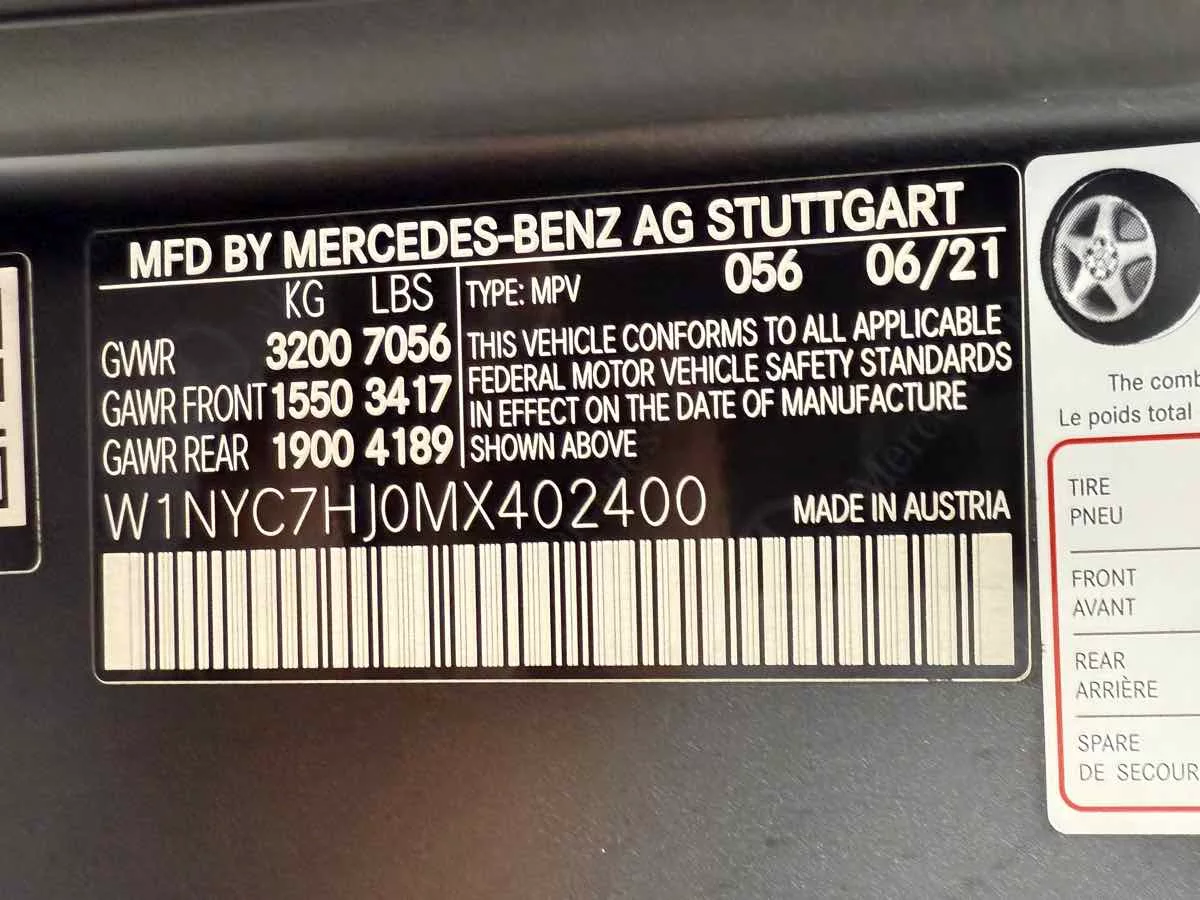 MFD BY MERCEDES-BENZ AG STUTTGART
KG LBS
GVWR 3200 7056
GAWR FRONT 1550 3417
GAWR REAR 1900 4189
TYPE: MPV 056 06/21
THIS VEHICLE CONFORMS TO ALL APPLICABLE
FEDERAL MOTOR VEHICLE SAFETY STANDARDS
IN EFFECT ON THE DATE OF MANUFACTURE
SHOWN ABOVE
W1NYC7HJ0MX402400 MADE IN AUSTRIA
The comb
Le poids total
TIRE
PNEU
FRONT
AVANT
REAR
ARRIÈRE
SPARE
DE SECOUR